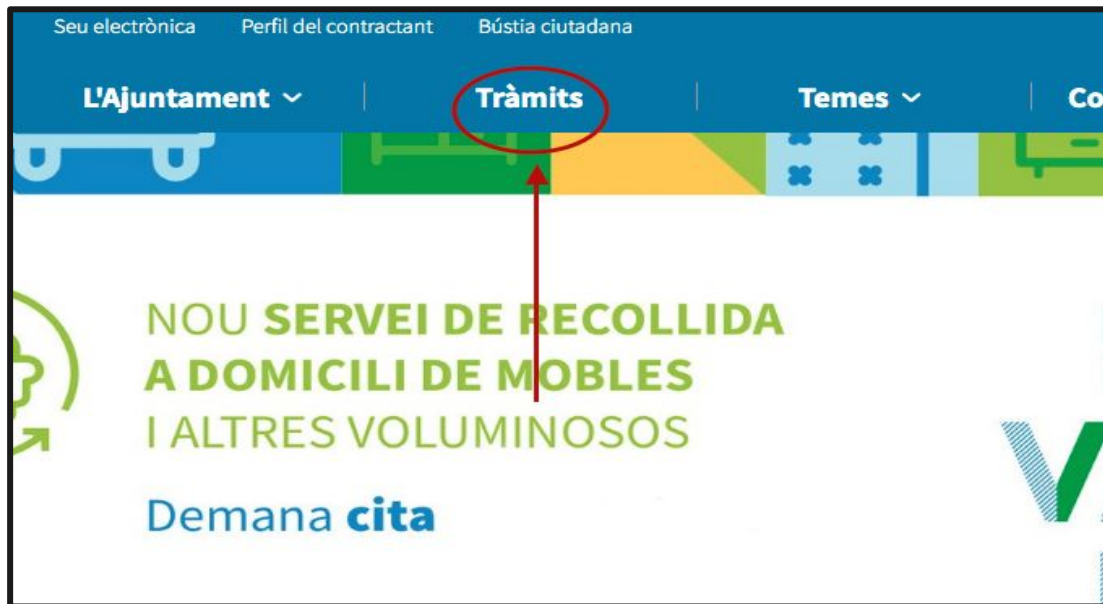 Seu electrònica Perfil del contractant Bústia ciutadana
L'Ajuntament Tràmits Temes
NOU SERVEI DE RECOLLIDA
A DOMICILI DE MOBLES
I ALTRES VOLUMINOSOS
Demana cita